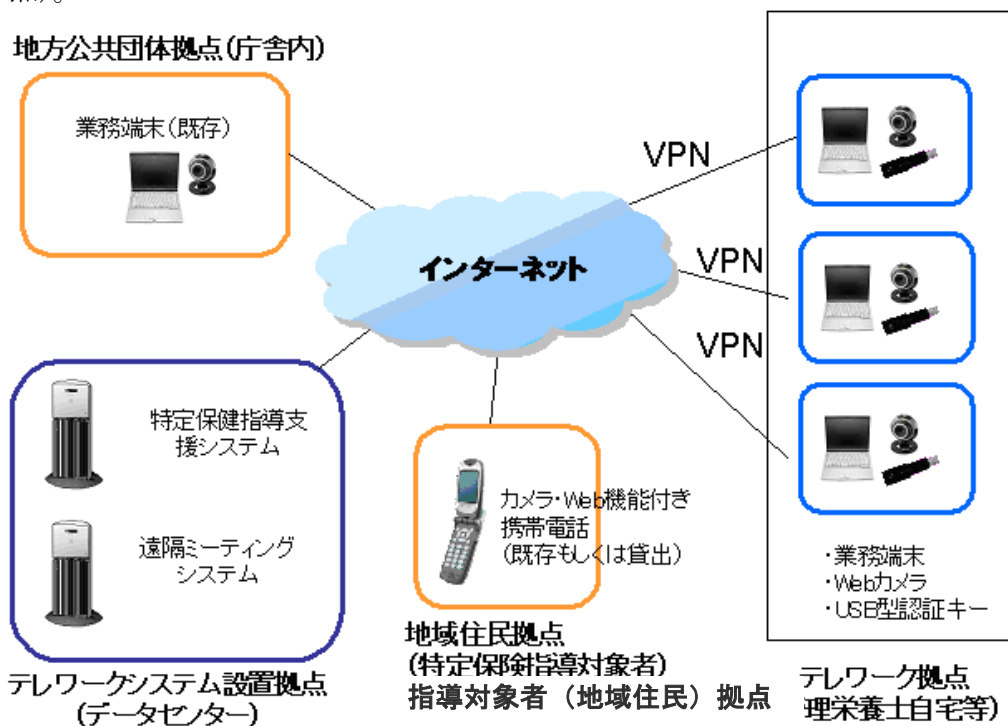 地方公共団体拠点(庁舎内)
業務端末(既存)
VPN
VPN
VPN
インターネット
特定保健指導支
援システム
遠隔ミーティング
システム
カメラ・Web機能付き
携帯電話
(既存もしくは貸出)
・業務端末
・Webカメラ
・USB型認証キー
地域住民拠点
(特定保険指導対象者)
指導対象者（地域住民）拠点
テレワークシステム設置拠点
(データセンター)
テレワーク拠点
理栄養士自宅等)